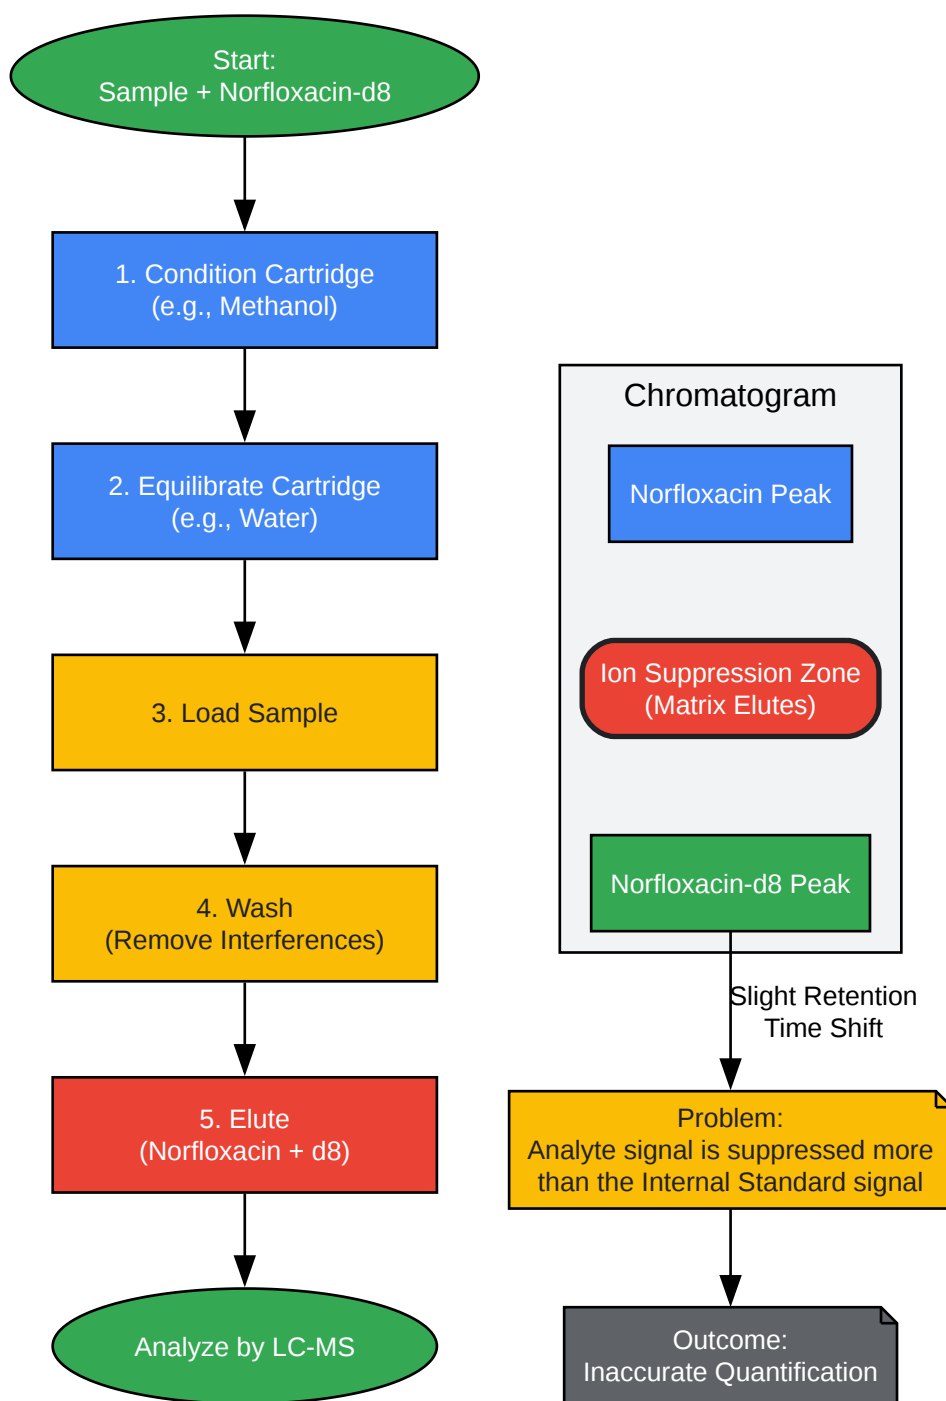 Start:
Sample + Norfloxacin-d8
1. Condition Cartridge
(e.g., Methanol)
2. Equilibrate Cartridge
(e.g., Water)
3. Load Sample
4. Wash
(Remove Interferences)
5. Elute
(Norfloxacin + d8)
Analyze by LC-MS
Chromatogram
Norfloxacin Peak
Ion Suppression Zone
(Matrix Elutes)
Norfloxacin-d8 Peak
Slight Retention
Time Shift
Problem:
Analyte signal is suppressed more
than the Internal Standard signal
Outcome:
Inaccurate Quantification